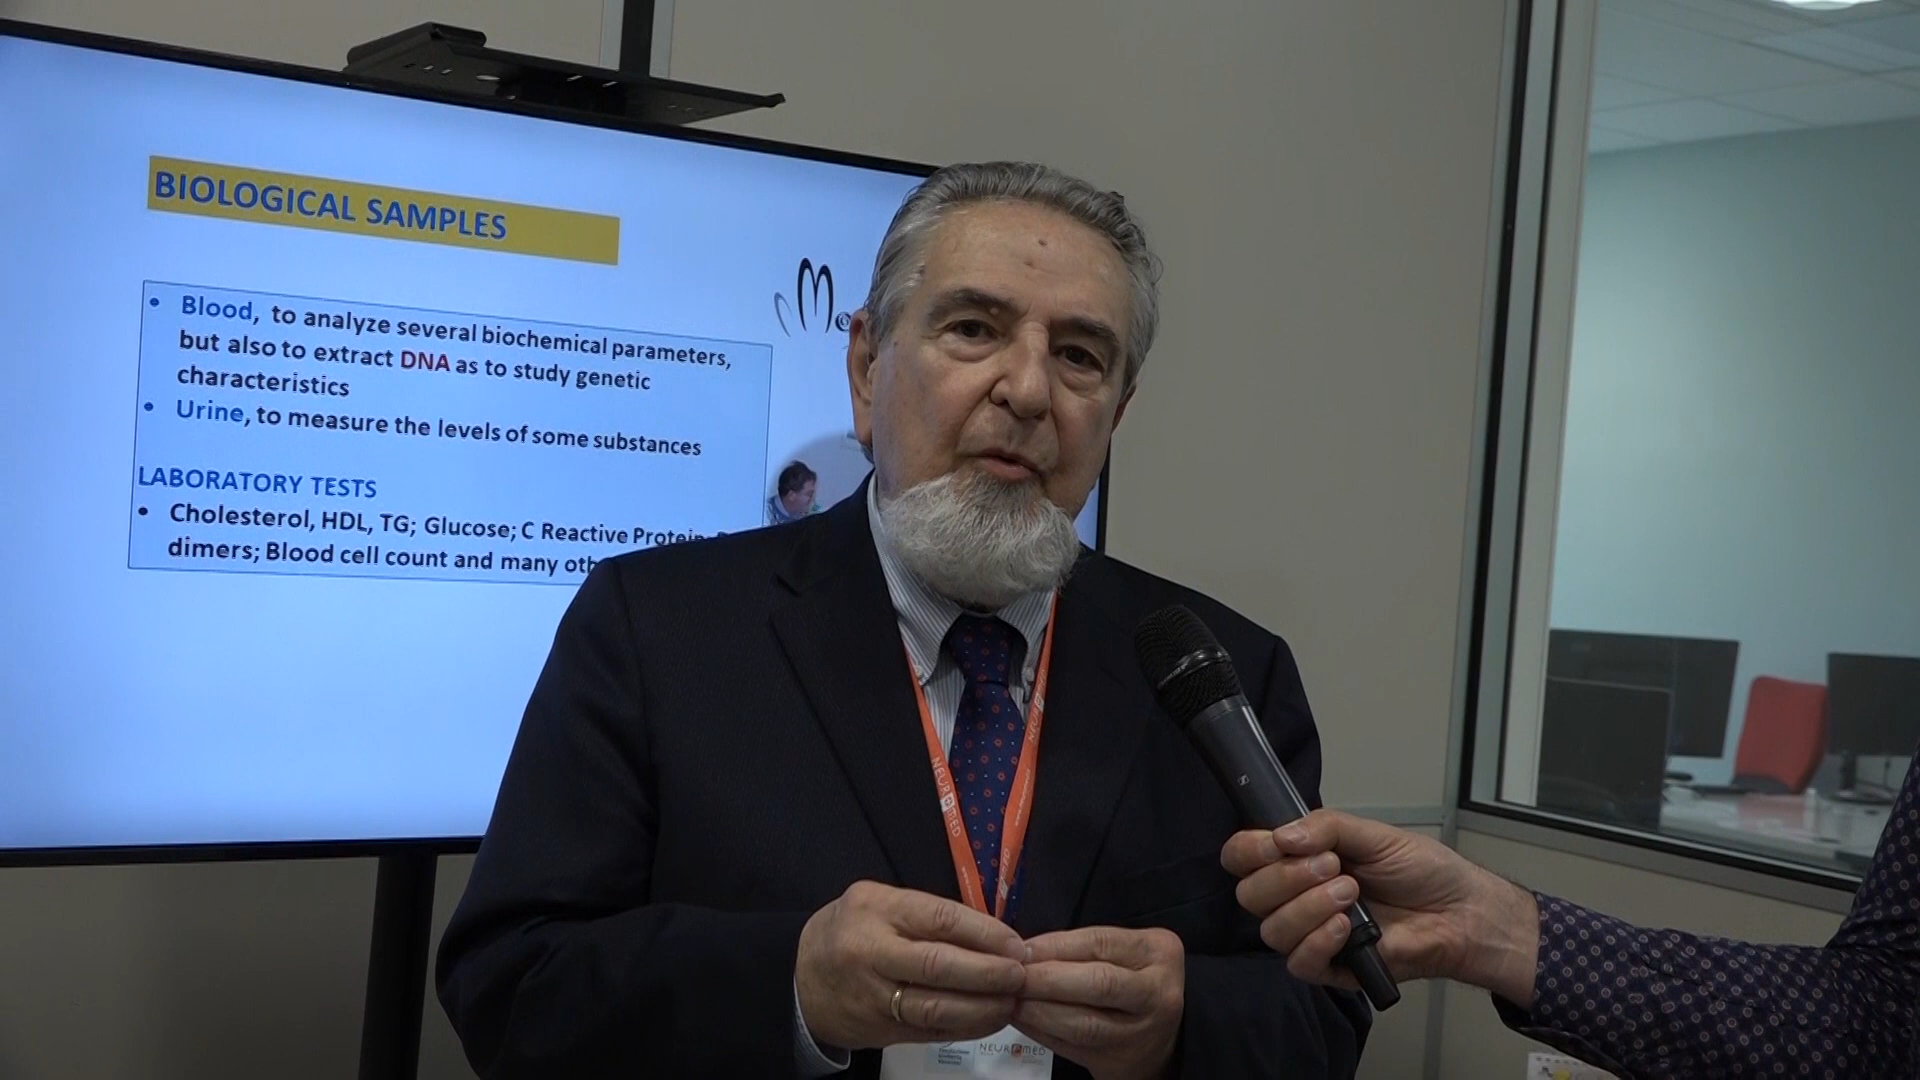 BIOLOGICAL SAMPLES
• Blood, to analyze several biochemical parameters,
but also to extract DNA as to study genetic
characteristics
• Urine, to measure the levels of some substances
LABORATORY TESTS
• Cholesterol, HDL, TG; Glucose; C Reactive Protein;
dimers; Blood cell count and many oth
NEUROMED
NEUROMED